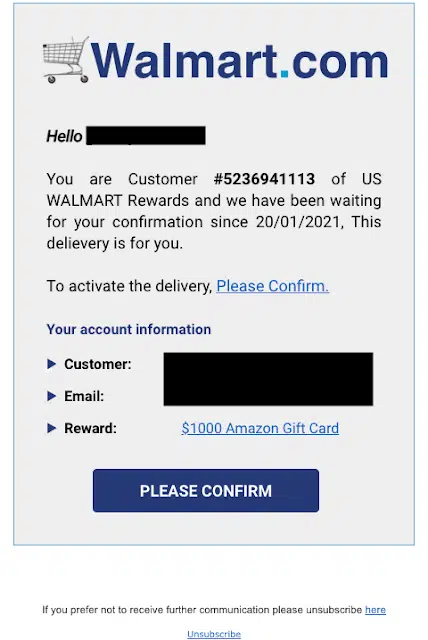 Walmart.com
Hello
You are Customer #5236941113 of US
WALMART Rewards and we have been waiting
for your confirmation since 20/01/2021, This
delievery is for you.
To activate the delivery, Please Confirm.
Your account information
Customer:
Email:
Reward: $1000 Amazon Gift Card
PLEASE CONFIRM
If you prefer not to receive further communication please unsubscribe here
Unsubscribe